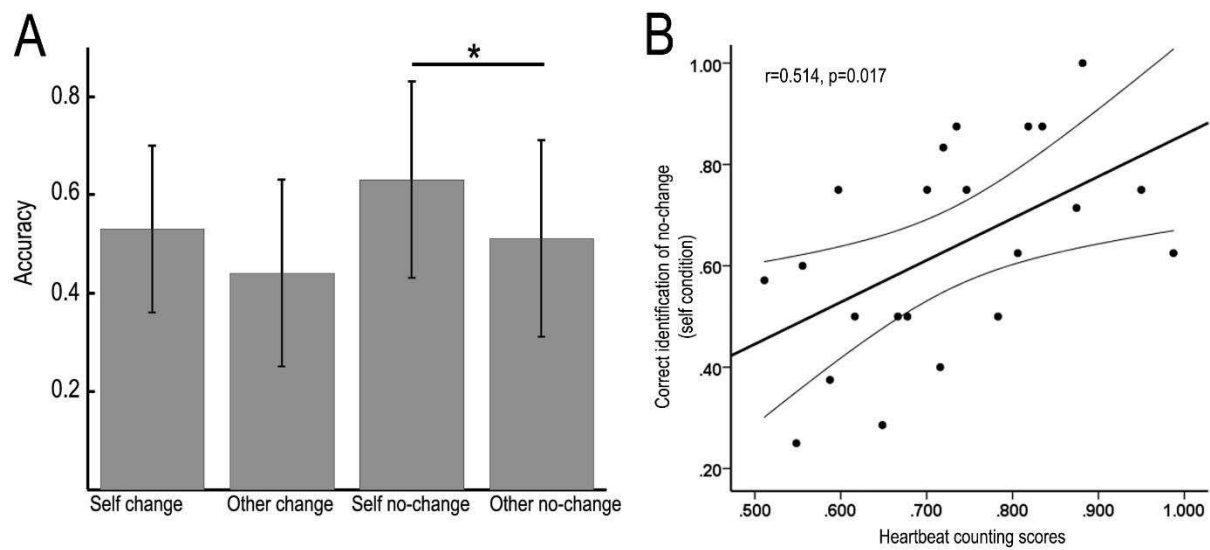 A
*
Accuracy
0.8
0.6
0.4
0.2
Self change
Other change
Self no-change
Other no-change
B
r=0.514, p=0.017
Correct identification of no-change
(self condition)
1.00
.80
.60
.40
.20
.500
.600
.700
.800
.900
1.000
Heartbeat counting scores